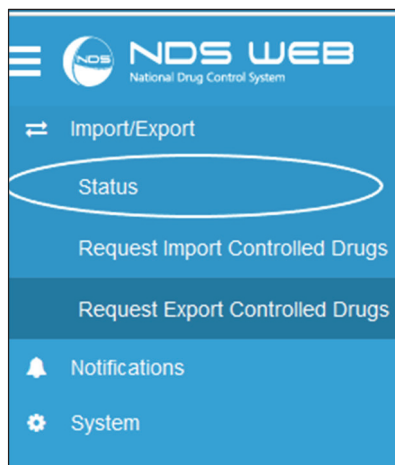 NDS
NDS WEB
National Drug Control System
Import/Export
Status
Request Import Controlled Drugs
Request Export Controlled Drugs
Notifications
System